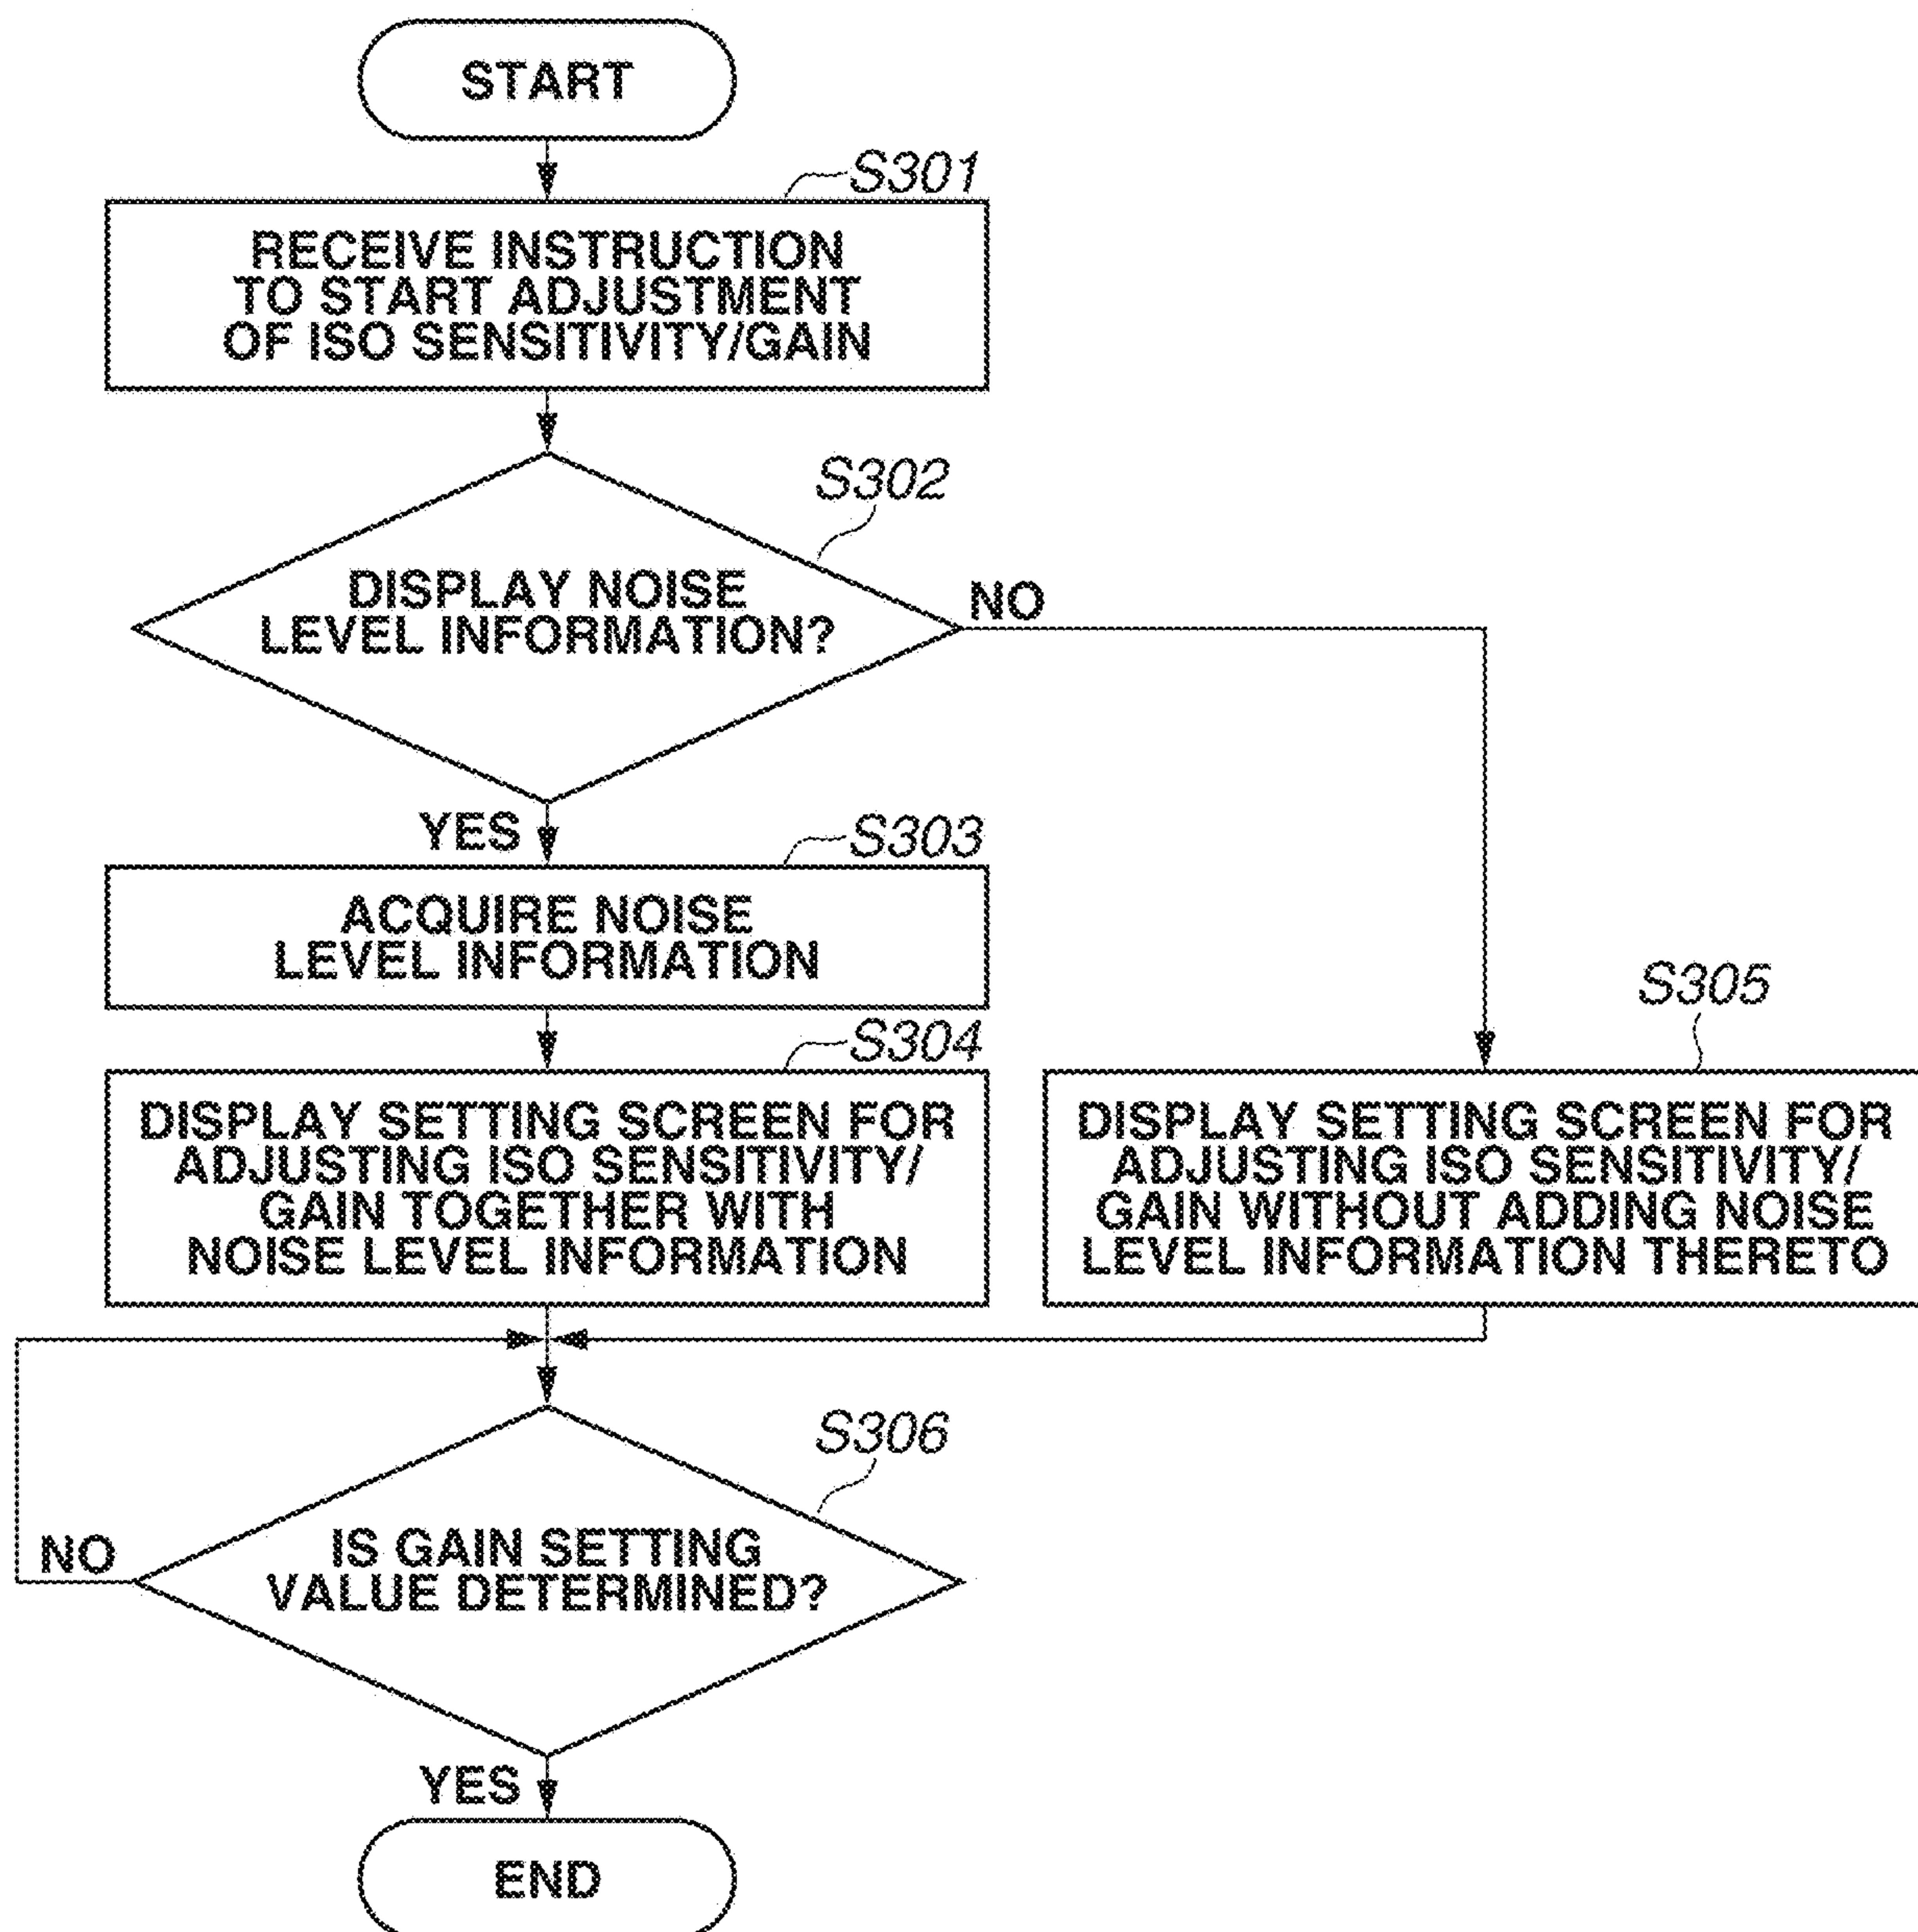 START
S301
RECEIVE INSTRUCTION
TO START ADJUSTMENT
OF ISO SENSITIVITY/GAIN
S302
DISPLAY NOISE
LEVEL INFORMATION?
NO
YES
S303
ACQUIRE NOISE
LEVEL INFORMATION
S304
DISPLAY SETTING SCREEN FOR
ADJUSTING ISO SENSITIVITY/
GAIN TOGETHER WITH
NOISE LEVEL INFORMATION
S305
DISPLAY SETTING SCREEN FOR
ADJUSTING ISO SENSITIVITY/
GAIN WITHOUT ADDING NOISE
LEVEL INFORMATION THERETO
S306
IS GAIN SETTING
VALUE DETERMINED?
NO
YES
END